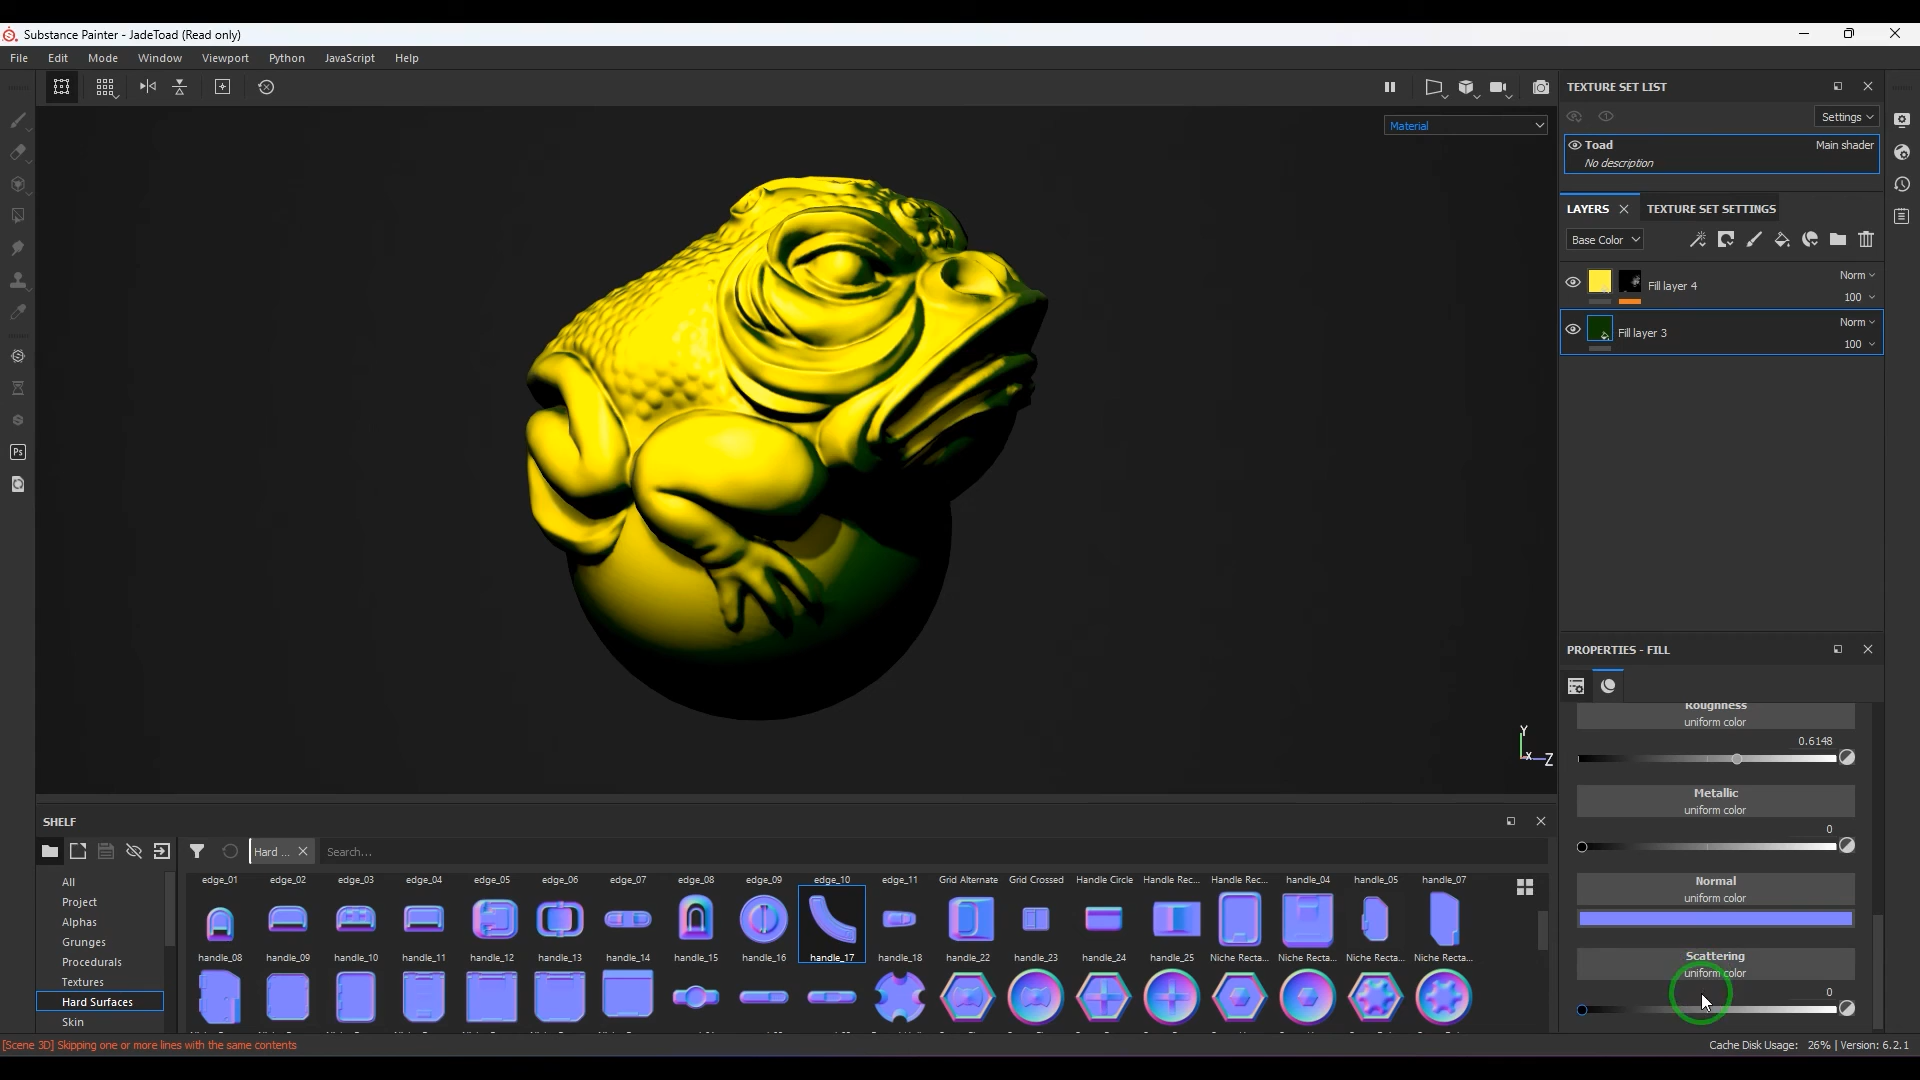 Substance Painter - JadeToad (Read only)
File Edit Mode Window Viewport Python JavaScript Help
Material
TEXTURE SET LIST
Settings
Toad Main shader
No description
LAYERS TEXTURE SET SETTINGS
Base Color
Norm
Fill layer 4
100
Norm
Fill layer 3
100
PROPERTIES - FILL
Roughness
uniform color
0.6148
Metallic
uniform color
0
Normal
uniform color
Scattering
uniform color
0
Y
X Z
SHELF
Hard ... Search...
All
Project
Alphas
Grunges
Procedurals
Textures
Hard Surfaces
Skin
Ps
edge_01 edge_02 edge_03 edge_04 edge_05 edge_06 edge_07 edge_08 edge_09 edge_10 edge_11 Grid Alternate Grid Crossed Handle Circle Handle Rec... Handle Rec... handle_04 handle_05 handle_07
handle_08 handle_09 handle_10 handle_11 handle_12 handle_13 handle_14 handle_15 handle_16 handle_17 handle_18 handle_22 handle_23 handle_24 handle_25 Niche Recta... Niche Recta... Niche Recta... Niche Recta...
[Scene 3D] Skipping one or more lines with the same contents
Cache Disk Usage: 26% | Version: 6.2.1